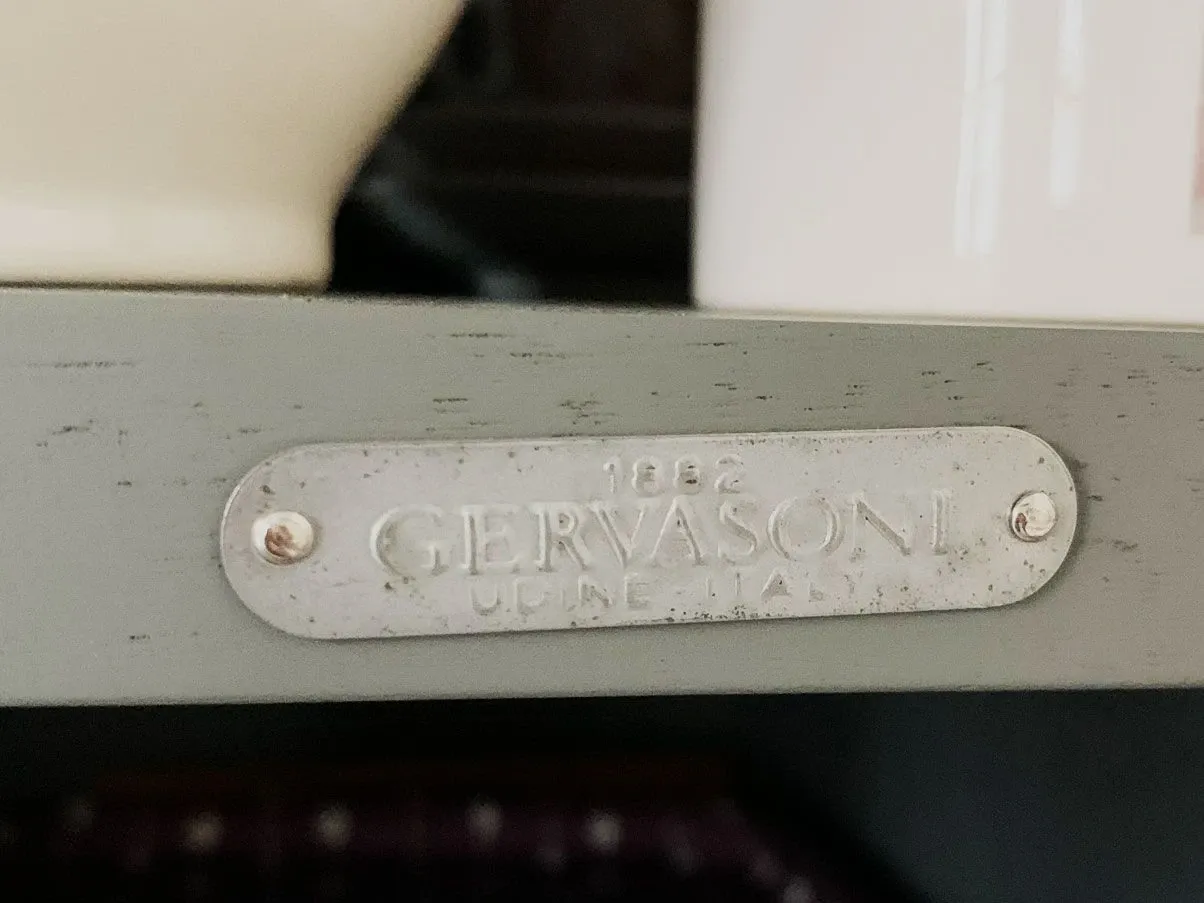 1882
GERVASONI
UDINE ITALY